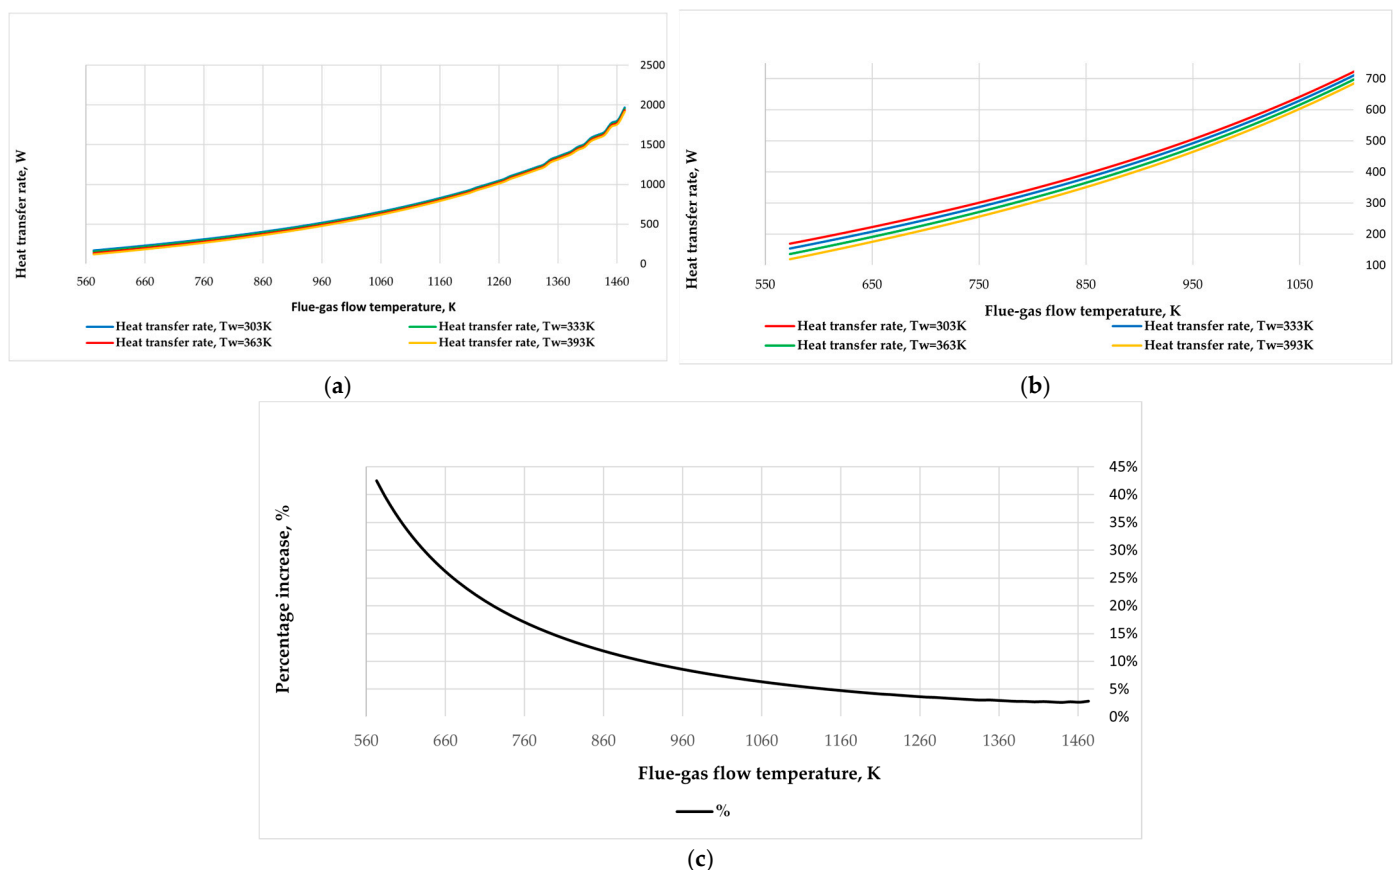 2500
2000
1500
1000
500
0
560 660 760 860 960 1060 1160 1260 1360 1460
Heat transfer rate, W
Flue-gas flow temperature, K
Heat transfer rate, Tw=303K Heat transfer rate, Tw=333K
Heat transfer rate, Tw=363K Heat transfer rate, Tw=393K
(a)
700
600
500
400
300
200
100
550 650 750 850 950 1050
Heat transfer rate, W
Flue-gas flow temperature, K
Heat transfer rate, Tw=303K Heat transfer rate, Tw=333K
Heat transfer rate, Tw=363K Heat transfer rate, Tw=393K
(b)
45%
40%
35%
30%
25%
20%
15%
10%
5%
0%
560 660 760 860 960 1060 1160 1260 1360 1460
Percentage increase, %
Flue-gas flow temperature, K
%
(c)